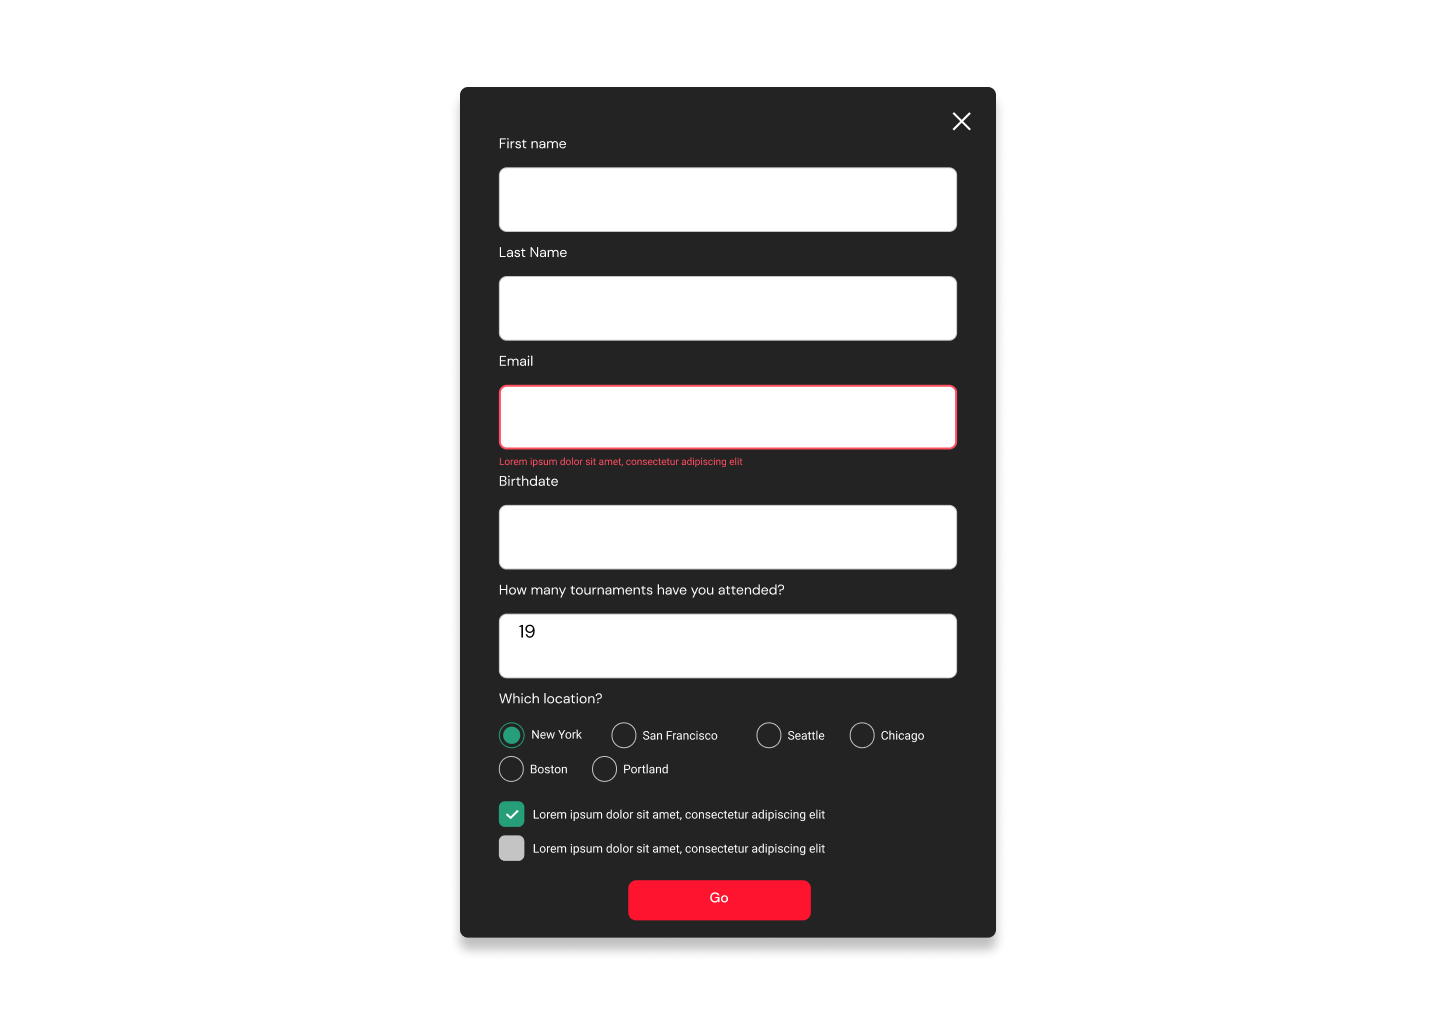 First name
Last Name
Email
Lorem ipsum dolor sit amet, consectetur adipiscing elit
Birthdate
How many tournaments have you attended?
19
Which location?
New York San Francisco Seattle Chicago
Boston Portland
Lorem ipsum dolor sit amet, consectetur adipiscing elit
Lorem ipsum dolor sit amet, consectetur adipiscing elit
Go